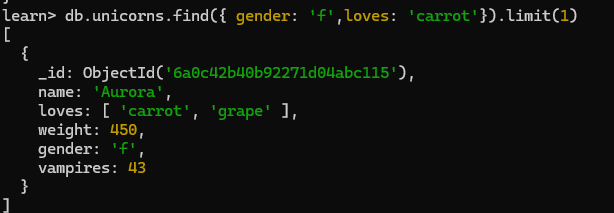 learn> db.unicorns.find({ gender: 'f',loves: 'carrot'}).limit(1)
[
  {
    _id: ObjectId('6a0c42b40b92271d04abc115'),
    name: 'Aurora',
    loves: [ 'carrot', 'grape' ],
    weight: 450,
    gender: 'f',
    vampires: 43
  }
]